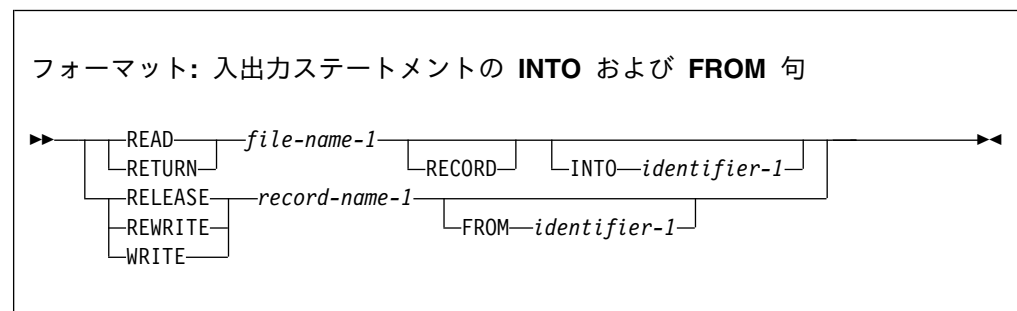 フォーマット: 入出力ステートメントの INTO および FROM 句
READ file-name-1
RETURN RECORD INTO identifier-1
RELEASE record-name-1
REWRITE FROM identifier-1
WRITE